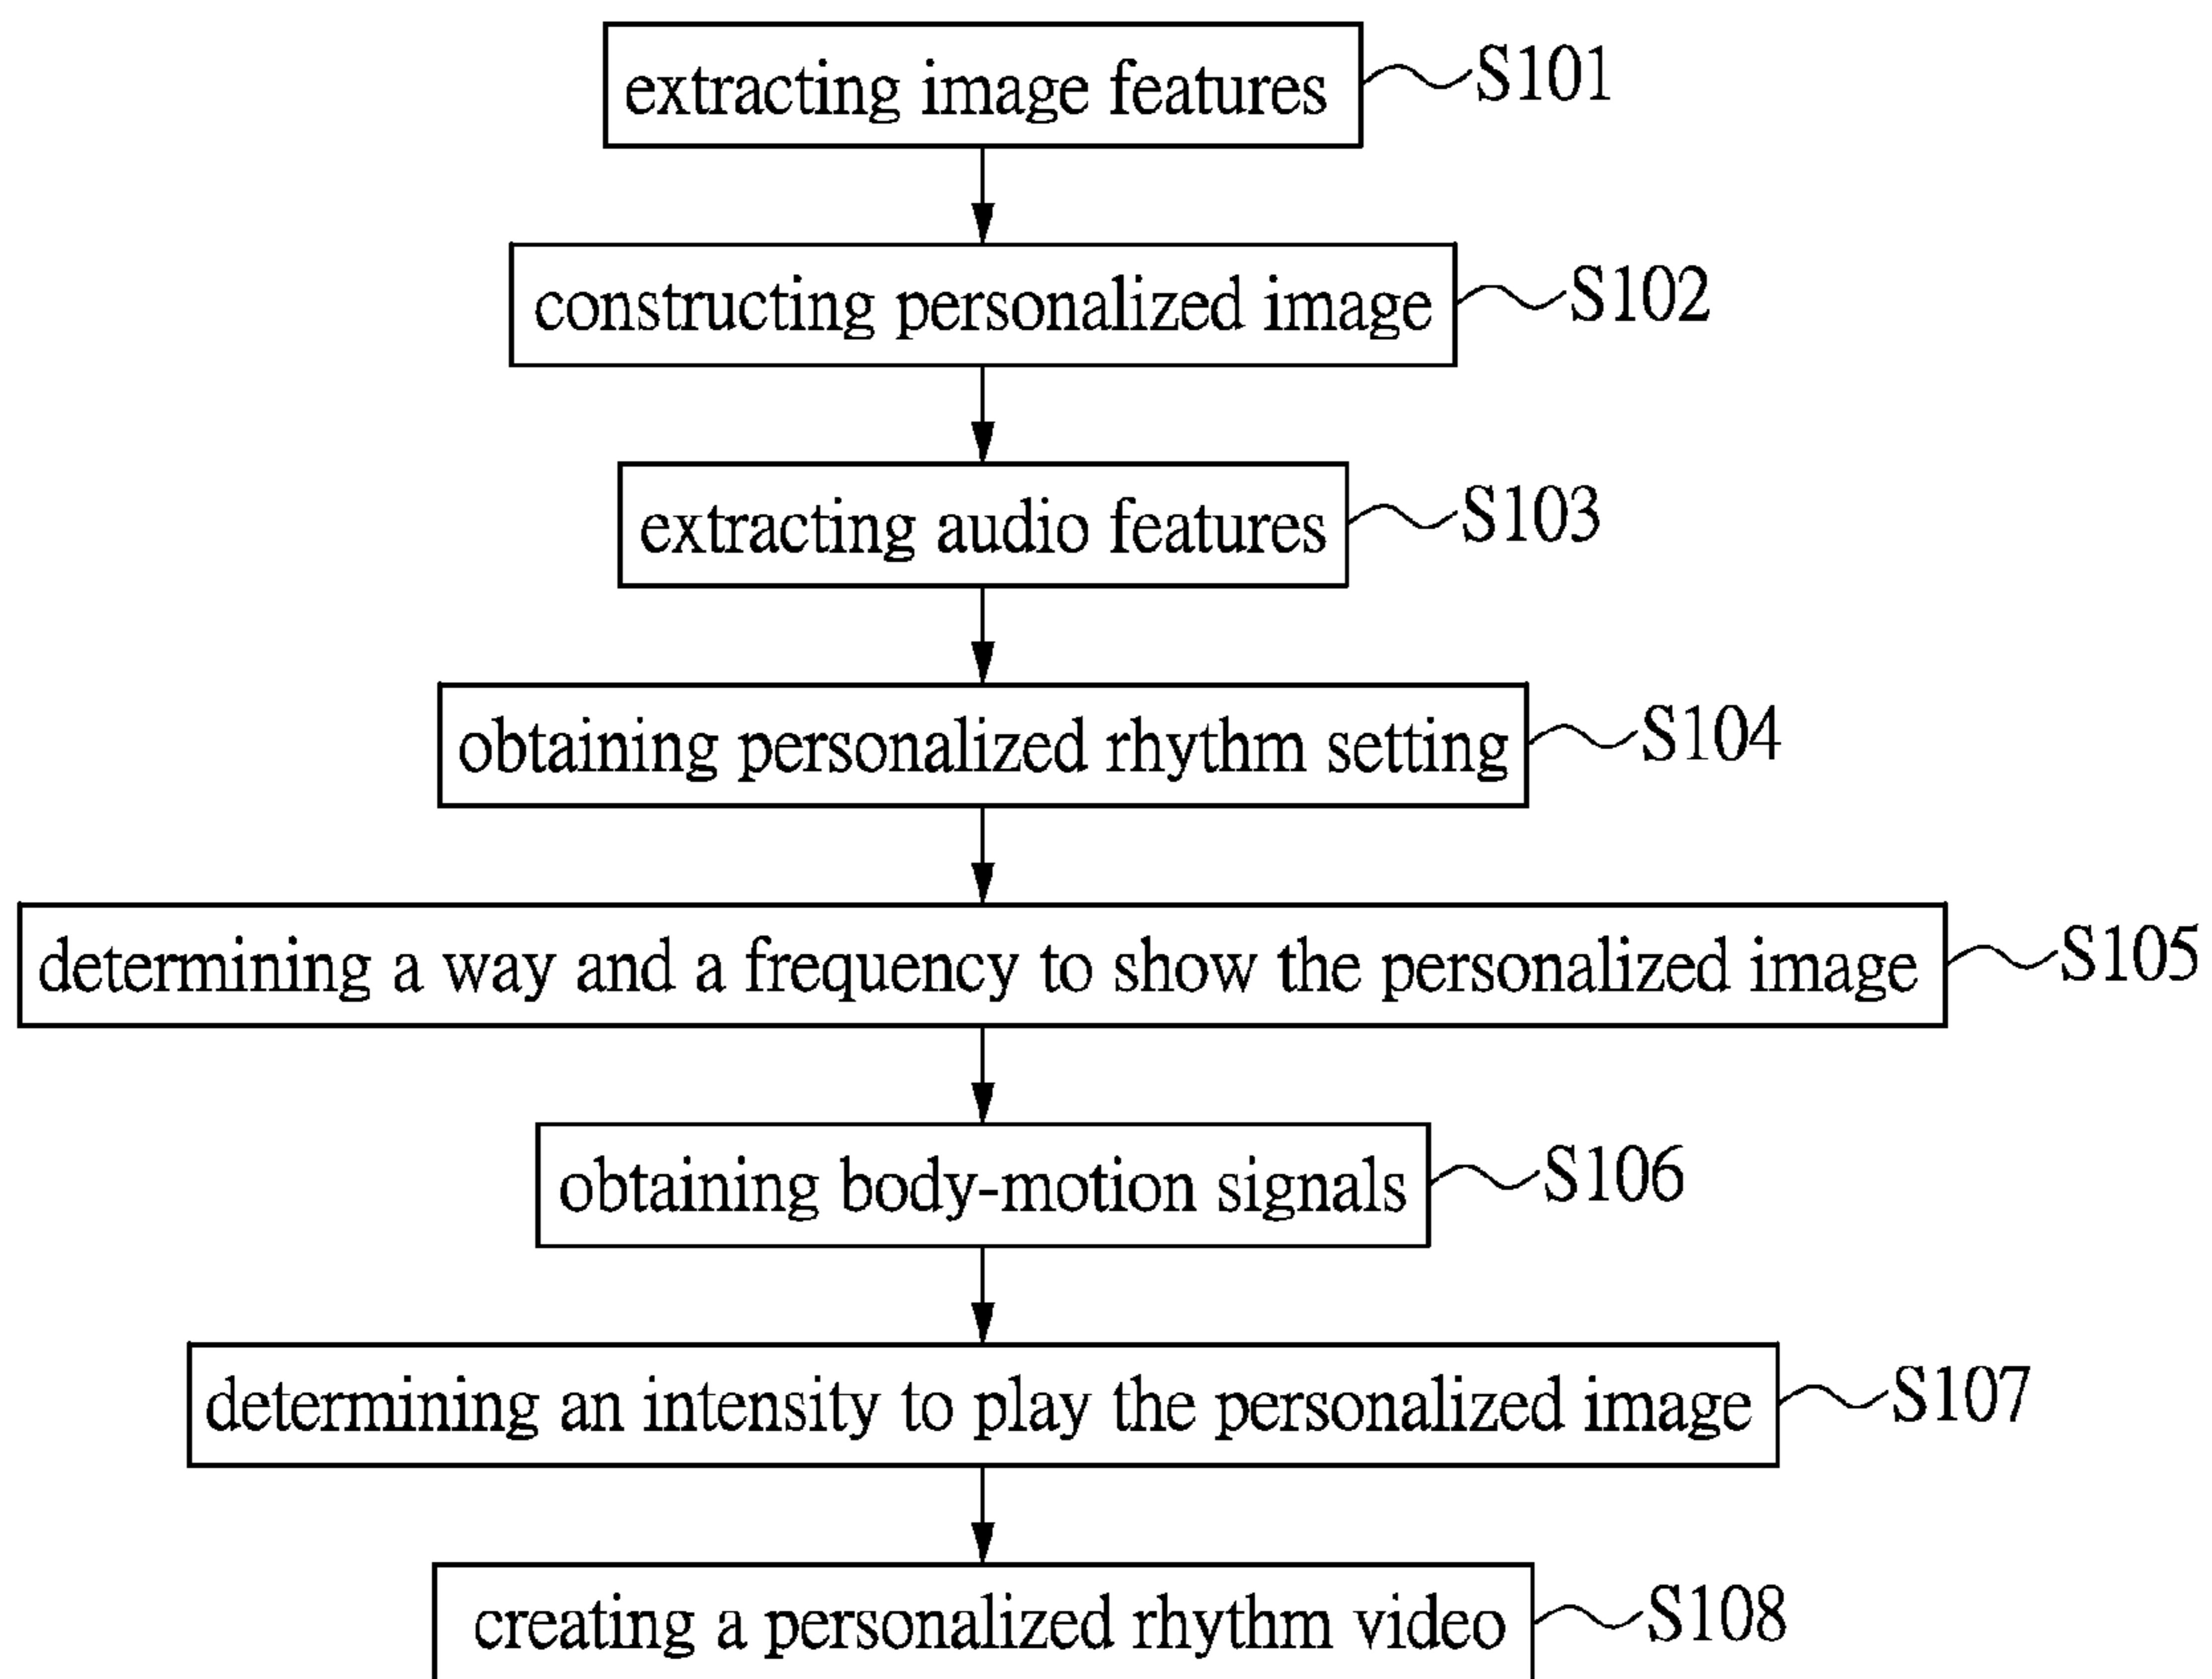 extracting image features S101
constructing personalized image S102
extracting audio features S103
obtaining personalized rhythm setting S104
determining a way and a frequency to show the personalized image S105
obtaining body-motion signals S106
determining an intensity to play the personalized image S107
creating a personalized rhythm video S108